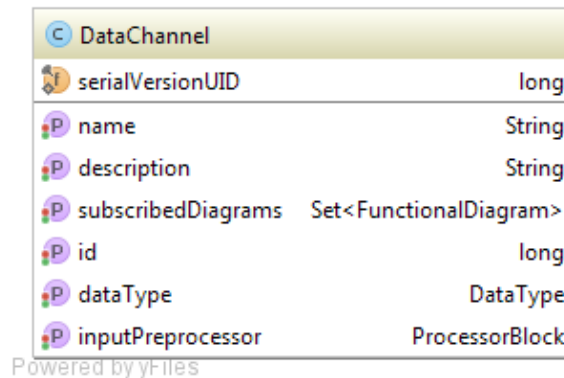 C DataChannel
f serialVersionUID long
P name String
P description String
P subscribedDiagrams Set<FunctionalDiagram>
P id long
P dataType DataType
P inputPreprocessor ProcessorBlock
Powered by yFiles